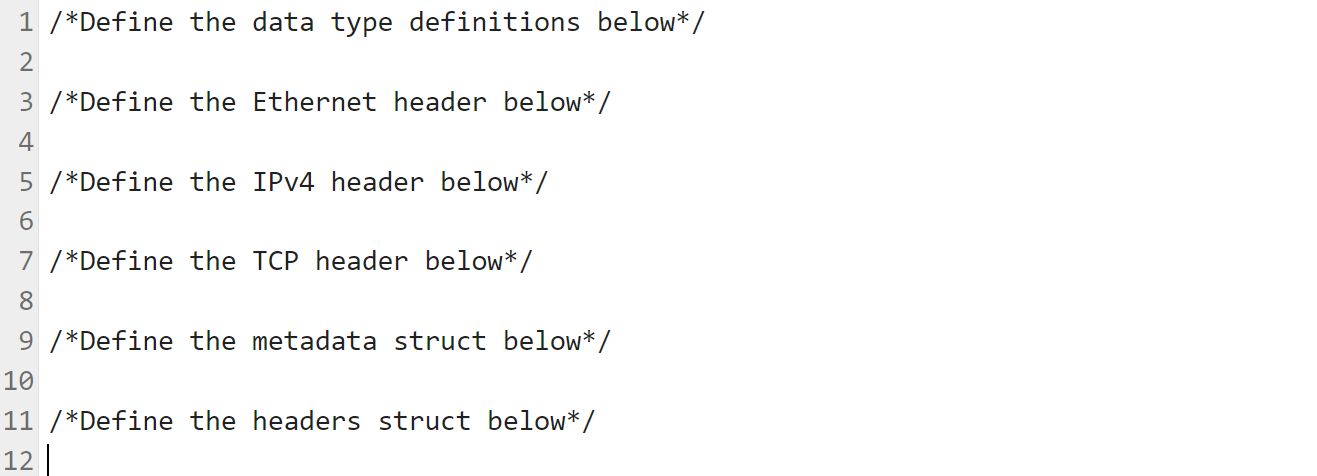 1 /*Define the data type definitions below*/
2
3 /*Define the Ethernet header below*/
4
5 /*Define the IPv4 header below*/
6
7 /*Define the TCP header below*/
8
9 /*Define the metadata struct below*/
10
11 /*Define the headers struct below*/
12